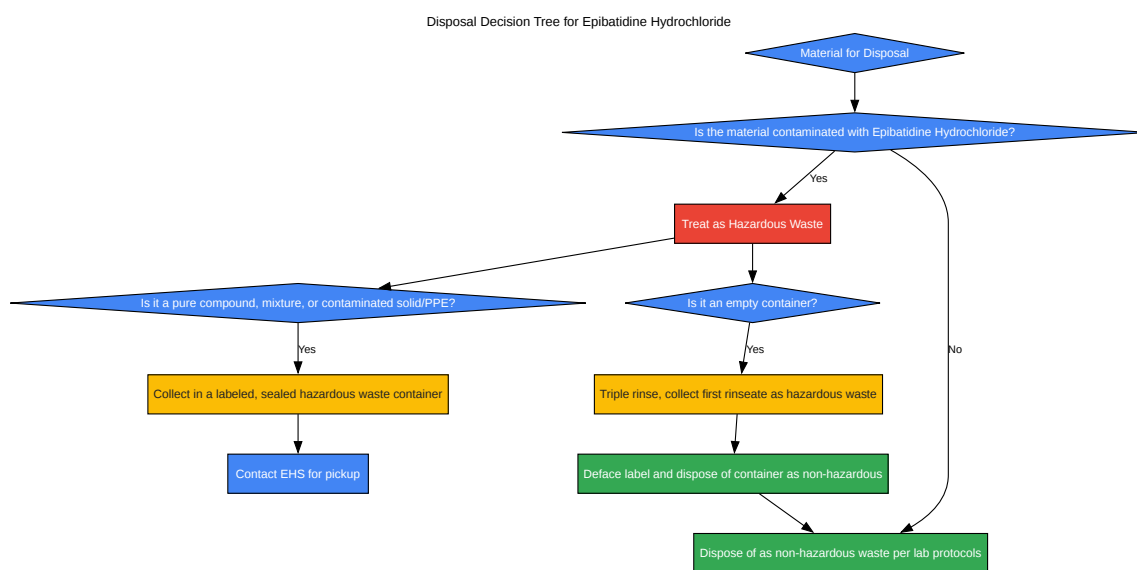 Disposal Decision Tree for Epibatidine Hydrochloride
Material for Disposal
Is the material contaminated with Epibatidine Hydrochloride?
Yes
Treat as Hazardous Waste
Is it a pure compound, mixture, or contaminated solid/PPE?
Is it an empty container?
Yes
Yes
No
Collect in a labeled, sealed hazardous waste container
Triple rinse, collect first rinseate as hazardous waste
Contact EHS for pickup
Deface label and dispose of container as non-hazardous
Dispose of as non-hazardous waste per lab protocols